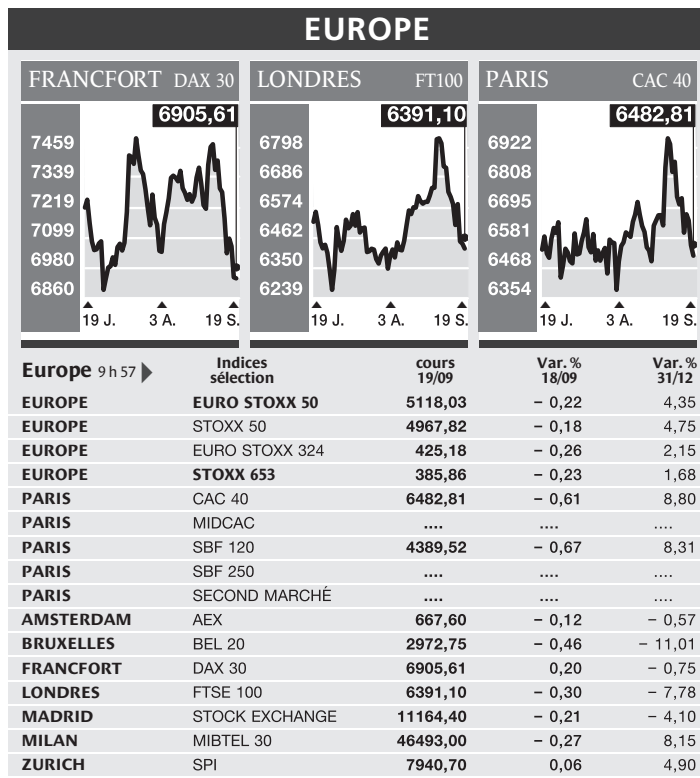 EUROPE
FRANCFORT DAX 30
6905,61
7459
7339
7219
7099
6980
6860
19 J. 3 A. 19 S.
LONDRES FT100
6391,10
6798
6686
6574
6462
6350
6239
19 J. 3 A. 19 S.
PARIS CAC 40
6482,81
6922
6808
6695
6581
6468
6354
19 J. 3 A. 19 S.
Europe 9 h 57 Indices sélection cours 19/09 Var. % 18/09 Var. % 31/12
EUROPE EURO STOXX 50 5118,03 – 0,22 4,35
EUROPE STOXX 50 4967,82 – 0,18 4,75
EUROPE EURO STOXX 324 425,18 – 0,26 2,15
EUROPE STOXX 653 385,86 – 0,23 1,68
PARIS CAC 40 6482,81 – 0,61 8,80
PARIS MIDCAC .... .... ....
PARIS SBF 120 4389,52 – 0,67 8,31
PARIS SBF 250 .... .... ....
PARIS SECOND MARCHÉ .... .... ....
AMSTERDAM AEX 667,60 – 0,12 – 0,57
BRUXELLES BEL 20 2972,75 – 0,46 – 11,01
FRANCFORT DAX 30 6905,61 0,20 – 0,75
LONDRES FTSE 100 6391,10 – 0,30 – 7,78
MADRID STOCK EXCHANGE 11164,40 – 0,21 – 4,10
MILAN MIBTEL 30 46493,00 – 0,27 8,15
ZURICH SPI 7940,70 0,06 4,90